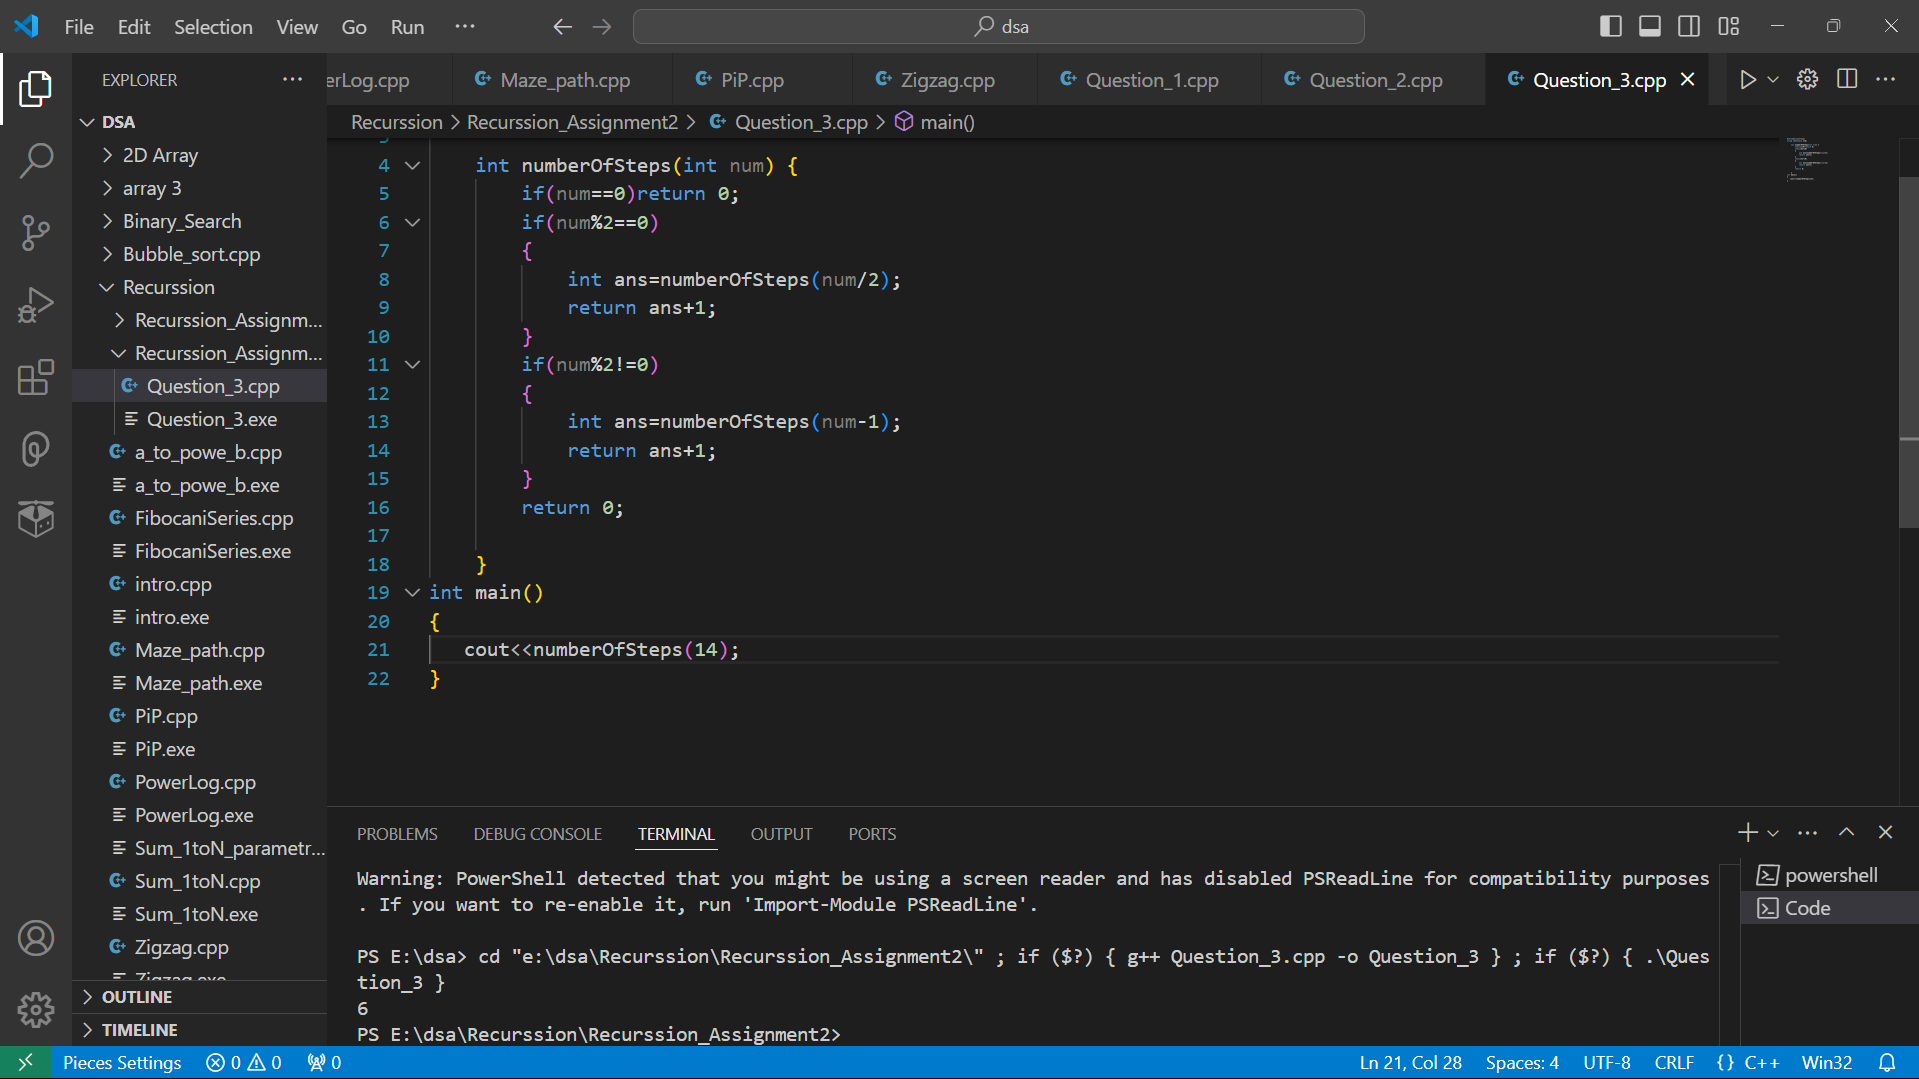 File Edit Selection View Go Run ··· dsa
EXPLORER ···
erLog.cpp Maze_path.cpp PiP.cpp Zigzag.cpp Question_1.cpp Question_2.cpp Question_3.cpp
Recurssion > Recurssion_Assignment2 > Question_3.cpp > main()
DSA
2D Array
array 3
Binary_Search
Bubble_sort.cpp
Recurssion
Recurssion_Assignm...
Recurssion_Assignm...
Question_3.cpp
Question_3.exe
a_to_powe_b.cpp
a_to_powe_b.exe
FibocaniSeries.cpp
FibocaniSeries.exe
intro.cpp
intro.exe
Maze_path.cpp
Maze_path.exe
PiP.cpp
PiP.exe
PowerLog.cpp
PowerLog.exe
Sum_1toN_parametr...
Sum_1toN.cpp
Sum_1toN.exe
Zigzag.cpp
Zigzag.exe
OUTLINE
TIMELINE
4 int numberOfSteps(int num) {
5 if(num==0)return 0;
6 if(num%2==0)
7 {
8 int ans=numberOfSteps(num/2);
9 return ans+1;
10 }
11 if(num%2!=0)
12 {
13 int ans=numberOfSteps(num-1);
14 return ans+1;
15 }
16 return 0;
17
18 }
19 int main()
20 {
21 cout<<numberOfSteps(14);
22 }
PROBLEMS DEBUG CONSOLE TERMINAL OUTPUT PORTS
Warning: PowerShell detected that you might be using a screen reader and has disabled PSReadLine for compatibility purposes
. If you want to re-enable it, run 'Import-Module PSReadLine'.
PS E:\dsa> cd "e:\dsa\Recurssion\Recurssion_Assignment2\" ; if ($?) { g++ Question_3.cpp -o Question_3 } ; if ($?) { .\Ques
tion_3 }
6
PS E:\dsa\Recurssion\Recurssion_Assignment2>
powershell
Code
Pieces Settings 0 0 0 Ln 21, Col 28 Spaces: 4 UTF-8 CRLF {} C++ Win32